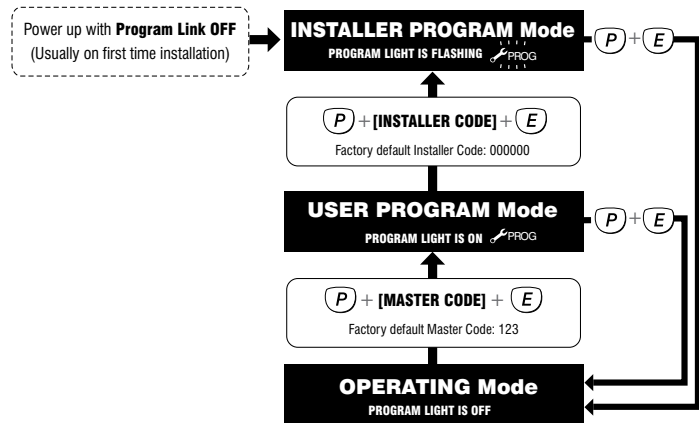 Power up with Program Link OFF
(Usually on first time installation)
INSTALLER PROGRAM Mode
PROGRAM LIGHT IS FLASHING PROG
P + E
P + [INSTALLER CODE] + E
Factory default Installer Code: 000000
USER PROGRAM Mode
PROGRAM LIGHT IS ON PROG
P + E
P + [MASTER CODE] + E
Factory default Master Code: 123
OPERATING Mode
PROGRAM LIGHT IS OFF